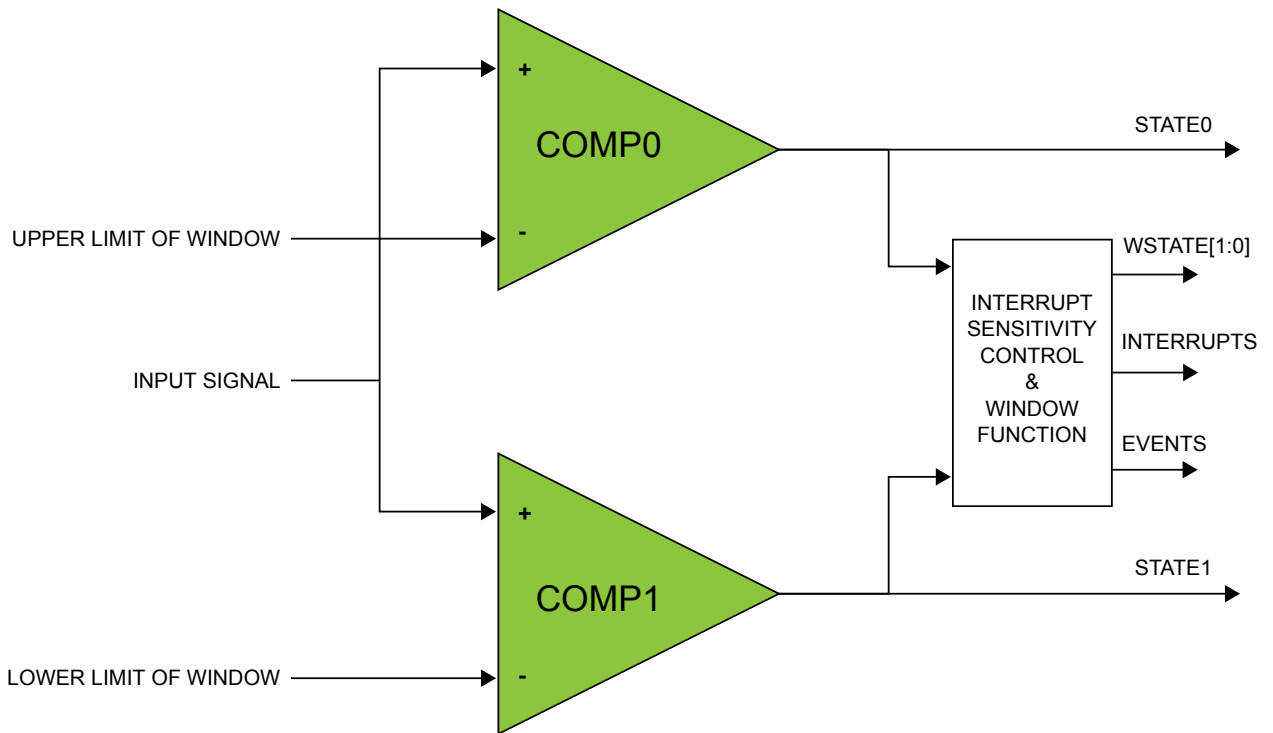 +
COMP0
-
STATE0
UPPER LIMIT OF WINDOW
WSTATE[1:0]
INTERRUPT
SENSITIVITY
CONTROL
&
WINDOW
FUNCTION
INTERRUPTS
EVENTS
INPUT SIGNAL
+
COMP1
-
STATE1
LOWER LIMIT OF WINDOW